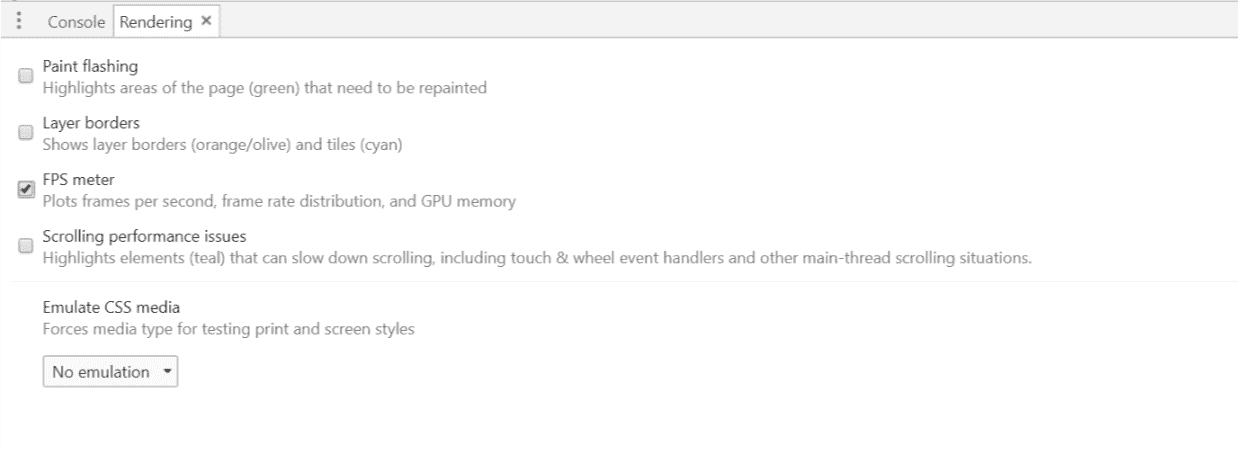 Console Rendering ×
Paint flashing
Highlights areas of the page (green) that need to be repainted
Layer borders
Shows layer borders (orange/olive) and tiles (cyan)
FPS meter
Plots frames per second, frame rate distribution, and GPU memory
Scrolling performance issues
Highlights elements (teal) that can slow down scrolling, including touch & wheel event handlers and other main-thread scrolling situations.
Emulate CSS media
Forces media type for testing print and screen styles
No emulation